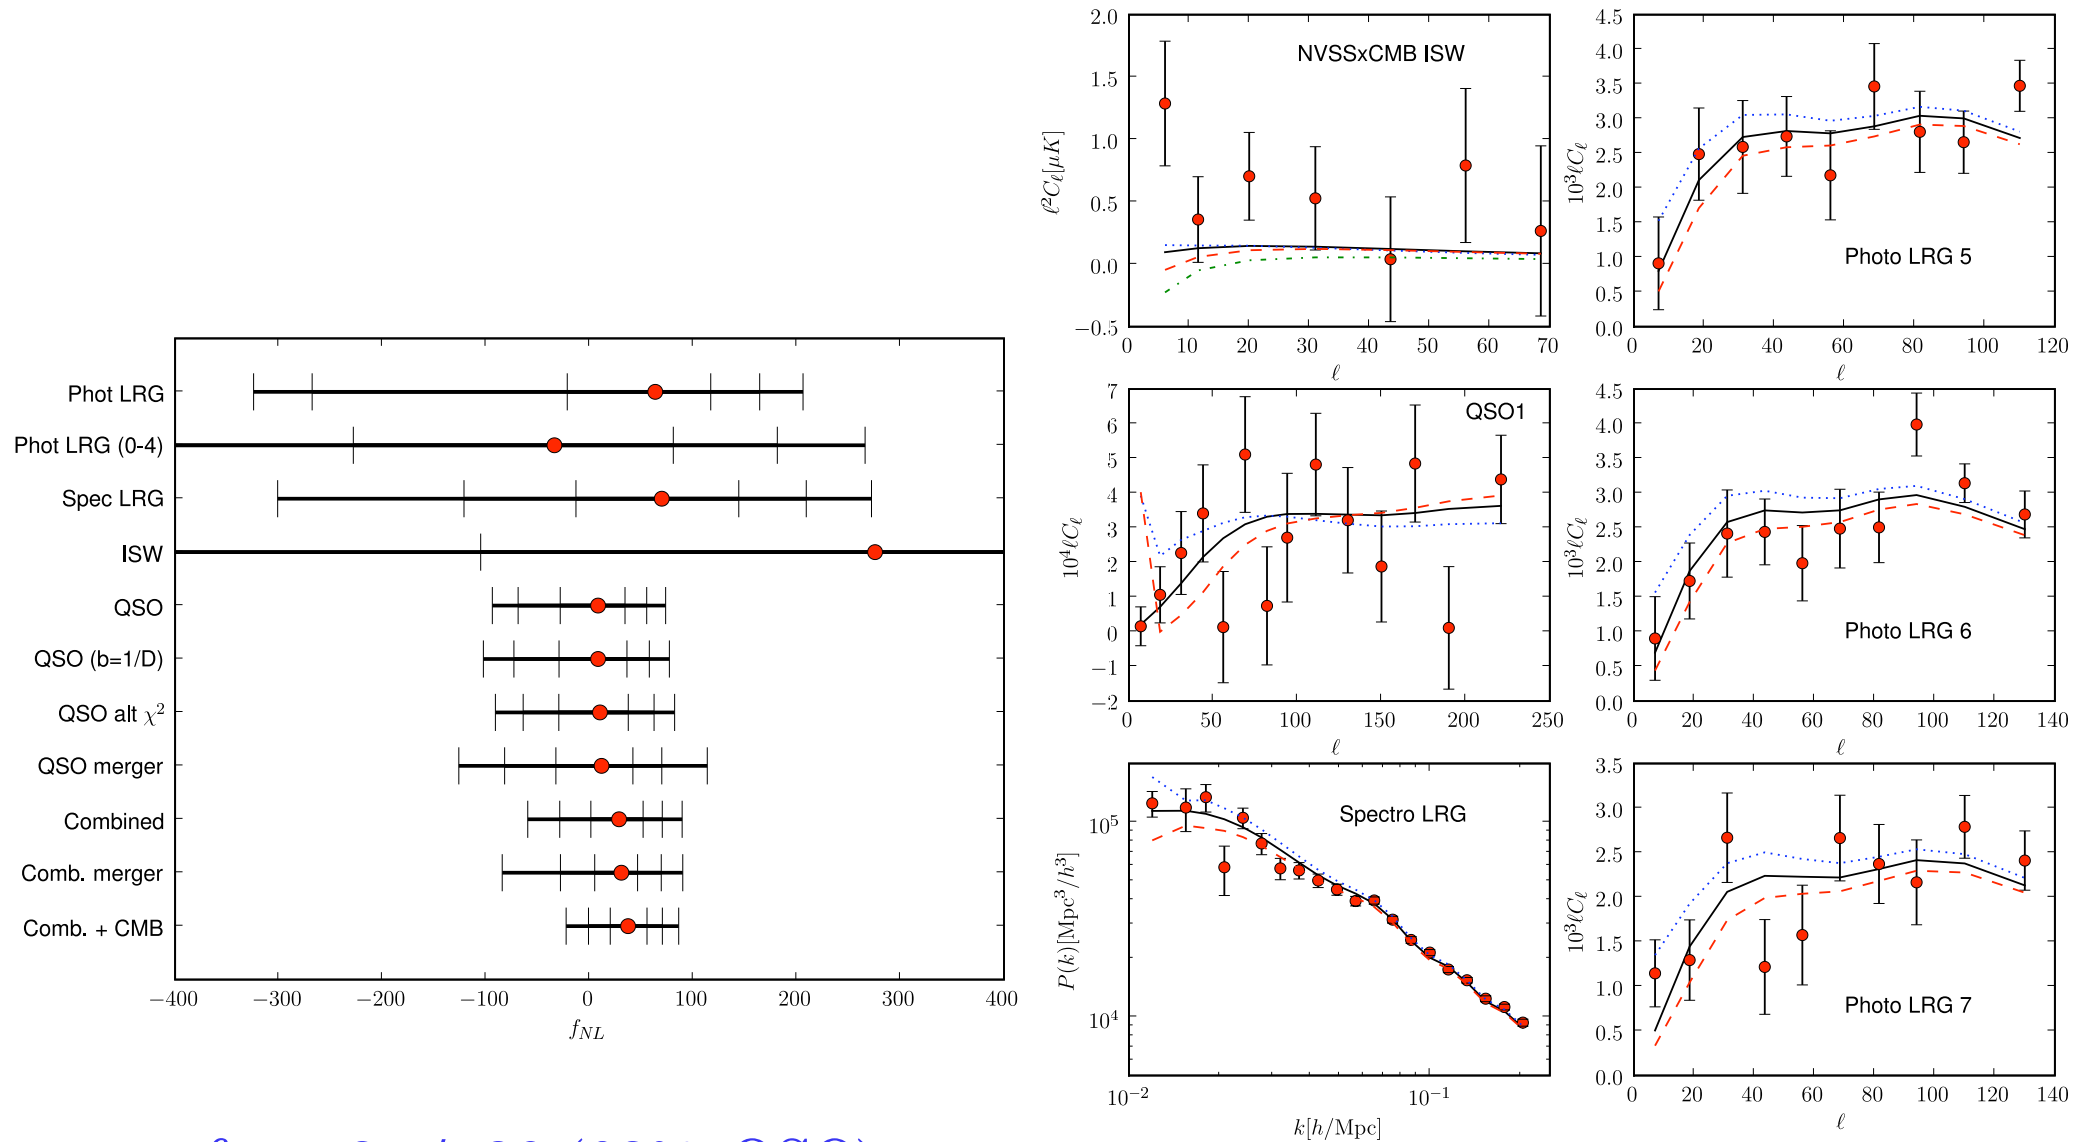 Phot LRG
Phot LRG (0-4)
Spec LRG
ISW
QSO
QSO (b=1/D)
QSO alt χ²
QSO merger
Combined
Comb. merger
Comb. + CMB
−400 −300 −200 −100 0 100 200 300 400
f_NL
NVSSxCMB ISW
2.0
1.5
1.0
0.5
0.0
−0.5
ℓ²C_ℓ[μK]
0 10 20 30 40 50 60 70
ℓ
Photo LRG 5
4.5
4.0
3.5
3.0
2.5
2.0
1.5
1.0
0.5
0.0
10³ℓC_ℓ
0 20 40 60 80 100 120
ℓ
QSO1
7
6
5
4
3
2
1
0
−1
−2
10⁴ℓC_ℓ
0 50 100 150 200 250
ℓ
Photo LRG 6
4.5
4.0
3.5
3.0
2.5
2.0
1.5
1.0
0.5
0.0
10³ℓC_ℓ
0 20 40 60 80 100 120 140
ℓ
Spectro LRG
10⁵
10⁴
P(k)[Mpc³/h³]
10⁻² 10⁻¹
k[h/Mpc]
Photo LRG 7
3.5
3.0
2.5
2.0
1.5
1.0
0.5
0.0
10³ℓC_ℓ
0 20 40 60 80 100 120 140
ℓ